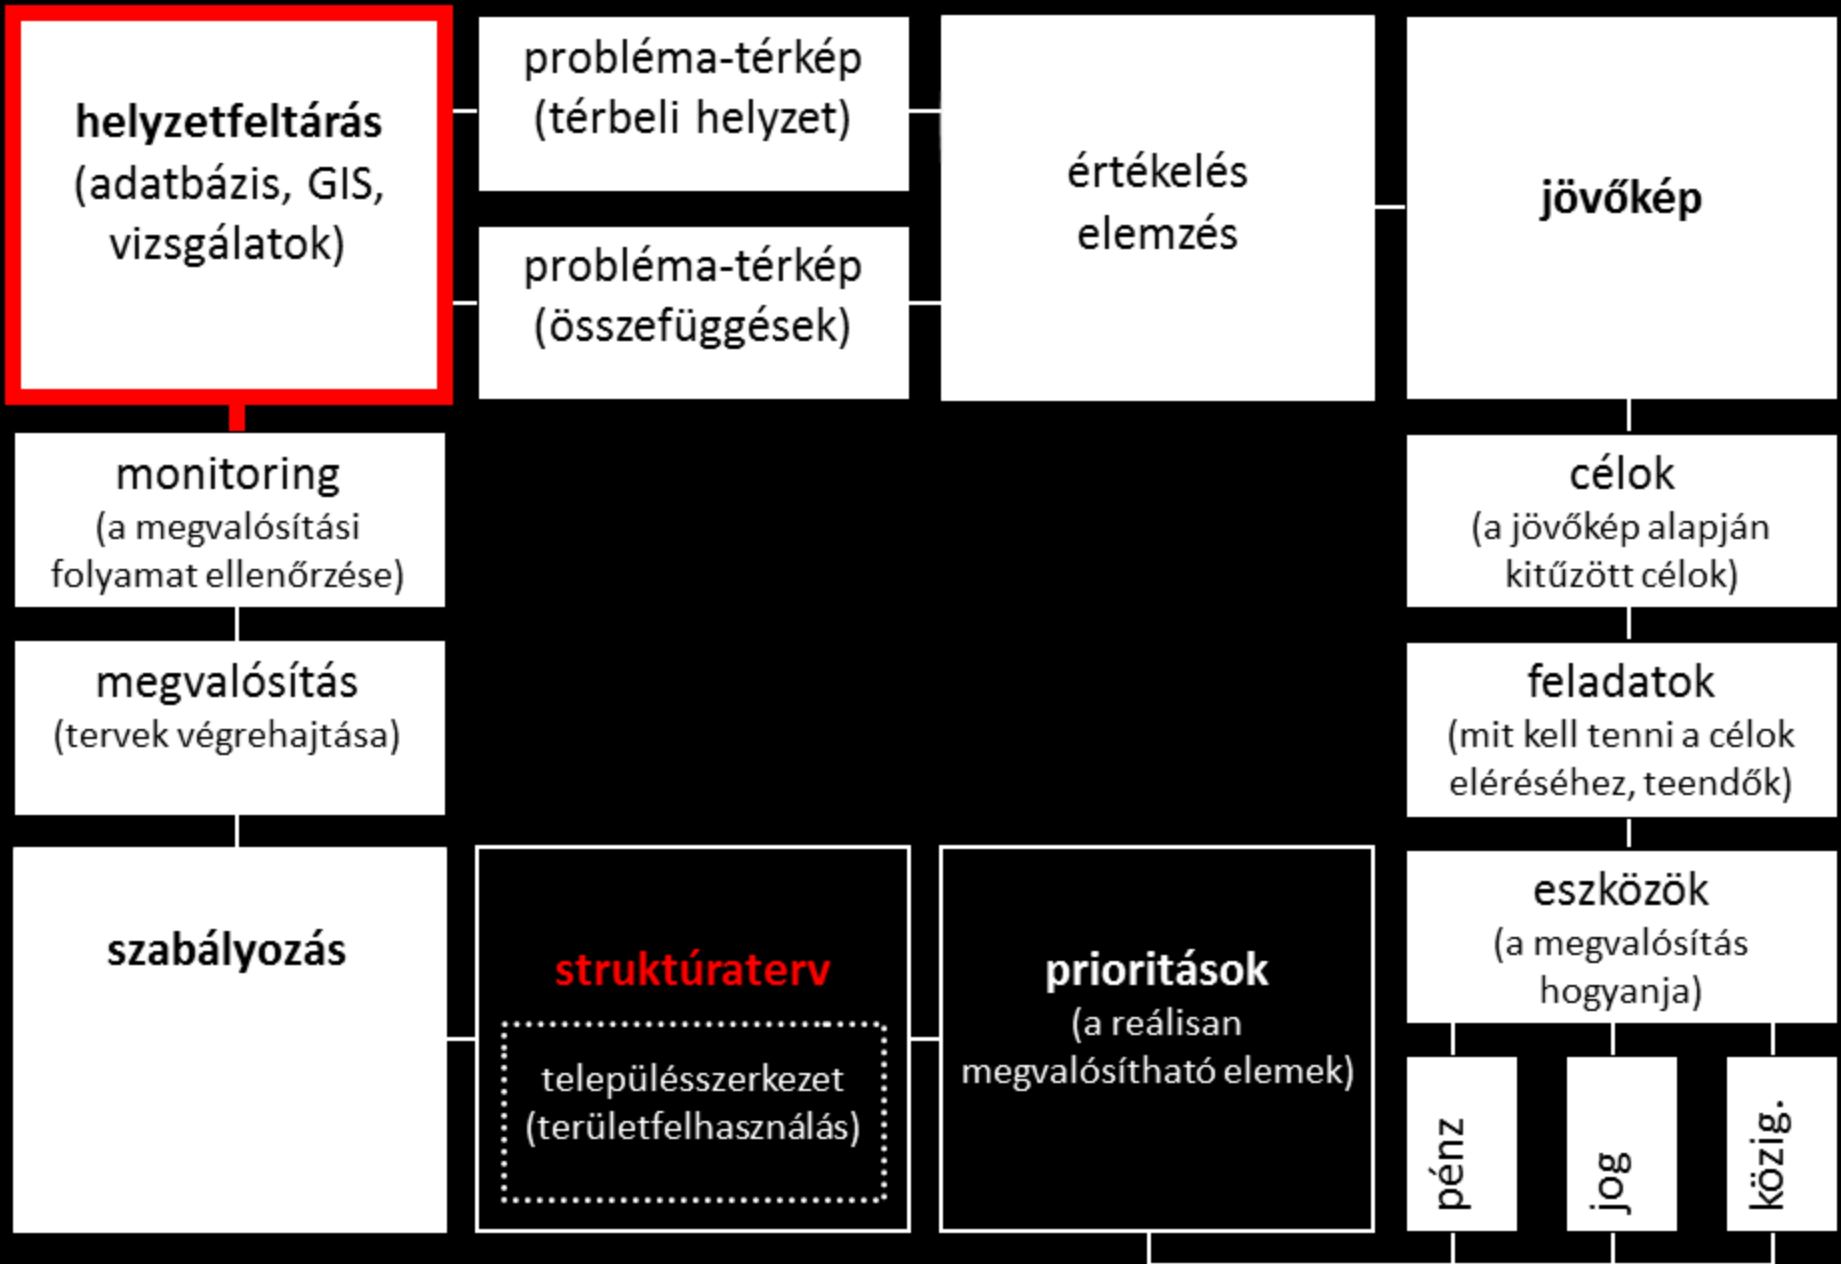 helyzetfeltárás
(adatbázis, GIS,
vizsgálatok)
probléma-térkép
(térbeli helyzet)
probléma-térkép
(összefüggések)
értékelés
elemzés
jövőkép
monitoring
(a megvalósítási
folyamat ellenőrzése)
célok
(a jövőkép alapján
kitűzött célok)
megvalósítás
(tervek végrehajtása)
feladatok
(mit kell tenni a célok
eléréséhez, teendők)
szabályozás
struktúraterv
településszerkezet
(területfelhasználás)
prioritások
(a reálisan
megvalósítható elemek)
eszközök
(a megvalósítás
hogyanja)
pénz
jog
közig.